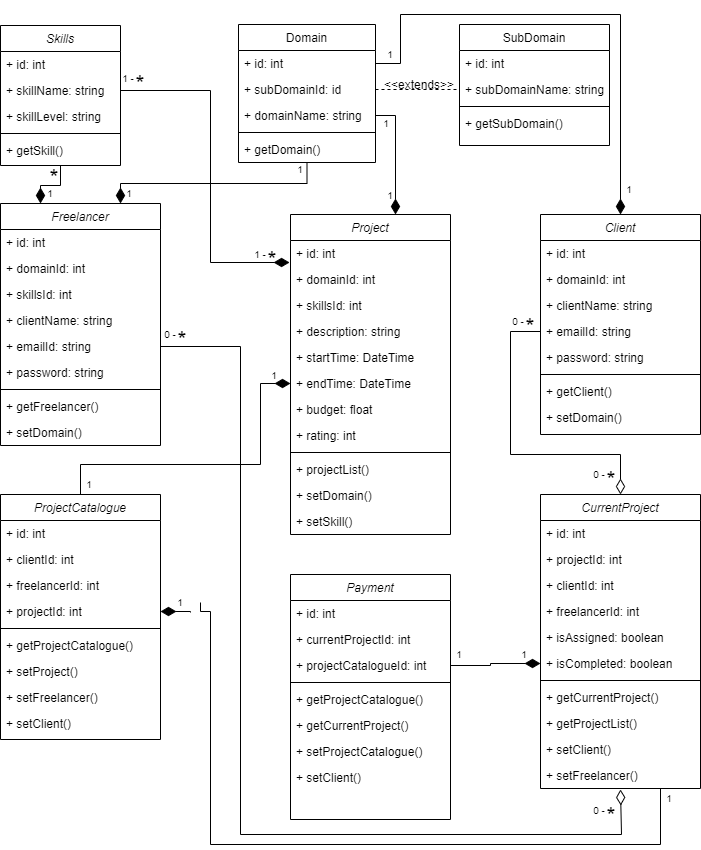 Skills
+ id: int
+ skillName: string
+ skillLevel: string
+ getSkill()
Domain
+ id: int
+ subDomainId: id
+ domainName: string
+ getDomain()
<<extends>>
SubDomain
+ id: int
+ subDomainName: string
+ getSubDomain()
1
1 - *
1
*
1
1
1
1
1
Freelancer
+ id: int
+ domainId: int
+ skillsId: int
+ clientName: string
+ emailId: string
+ password: string
+ getFreelancer()
+ setDomain()
1 - *
0 - *
1
1
Project
+ id: int
+ domainId: int
+ skillsId: int
+ description: string
+ startTime: DateTime
+ endTime: DateTime
+ budget: float
+ rating: int
+ projectList()
+ setDomain()
+ setSkill()
Client
+ id: int
+ domainId: int
+ clientName: string
+ emailId: string
+ password: string
+ getClient()
+ setDomain()
0 - *
0 - *
ProjectCatalogue
+ id: int
+ clientId: int
+ freelancerId: int
+ projectId: int
+ getProjectCatalogue()
+ setProject()
+ setFreelancer()
+ setClient()
1
Payment
+ id: int
+ currentProjectId: int
+ projectCatalogueId: int
+ getProjectCatalogue()
+ getCurrentProject()
+ setProjectCatalogue()
+ setClient()
1
1
CurrentProject
+ id: int
+ projectId: int
+ clientId: int
+ freelancerId: int
+ isAssigned: boolean
+ isCompleted: boolean
+ getCurrentProject()
+ getProjectList()
+ setClient()
+ setFreelancer()
0 - *
1